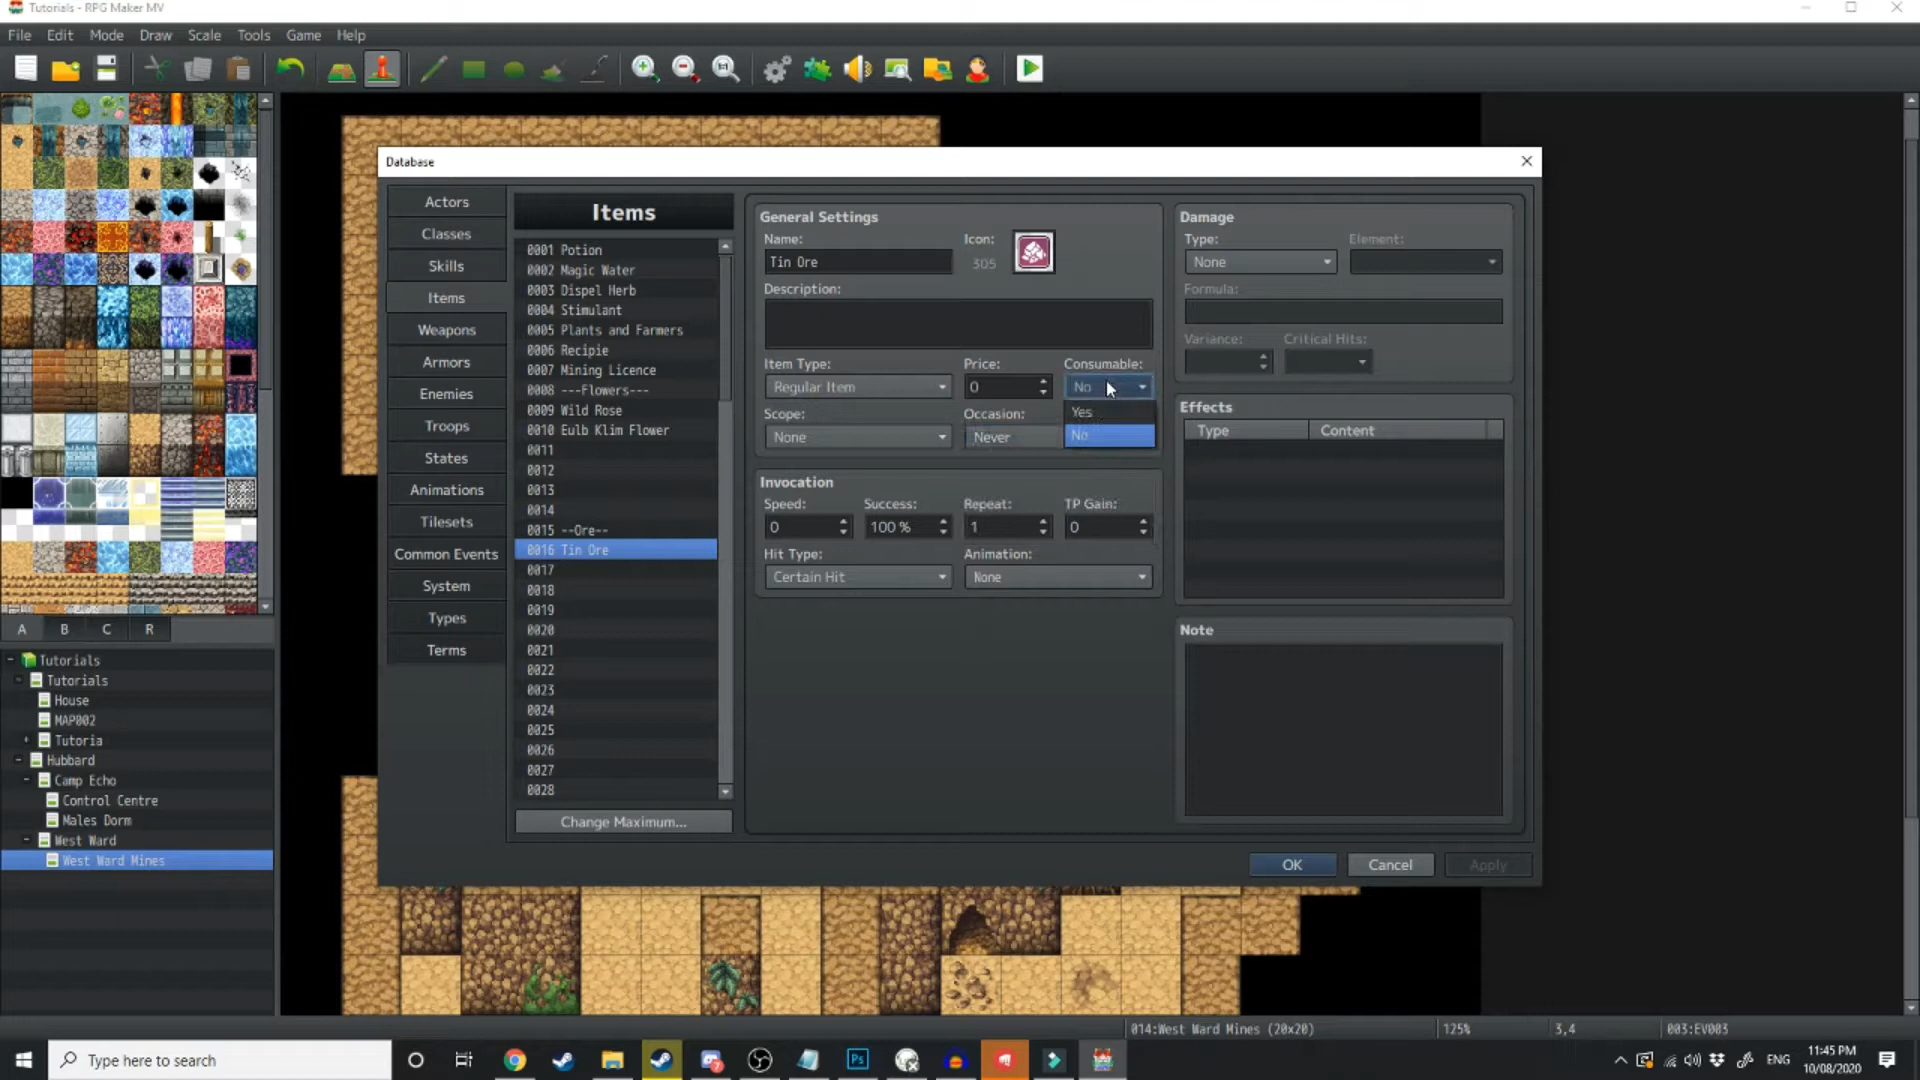 Tutorials - RPG Maker MV
File Edit Mode Draw Scale Tools Game Help
Database
Actors
Classes
Skills
Items
Weapons
Armors
Enemies
Troops
States
Animations
Tilesets
Common Events
System
Types
Terms
Items
0001 Potion
0002 Magic Water
0003 Dispel Herb
0004 Stimulant
0005 Plants and Farmers
0006 Recipie
0007 Mining Licence
0008 ---Flowers---
0009 Wild Rose
0010 Eulb Klim Flower
0011
0012
0013
0014
0015 --Ore--
0016 Tin Ore
0017
0018
0019
0020
0021
0022
0023
0024
0025
0026
0027
0028
Change Maximum...
General Settings
Name: Icon:
Tin Ore 305
Description:
Item Type: Price: Consumable:
Regular Item 0 No
Yes
No
Scope: Occasion:
None Never
Invocation
Speed: Success: Repeat: TP Gain:
0 100 % 1 0
Hit Type: Animation:
Certain Hit None
Damage
Type: Element:
None
Formula:
Variance: Critical Hits:
Effects
Type Content
Note
OK Cancel Apply
A B C R
Tutorials
Tutorials
House
MAP002
Tutoria
Hubbard
Camp Echo
Control Centre
Males Dorm
West Ward
West Ward Mines
014:West Ward Mines (20x20) 125% 3,4 003:EV003
Type here to search
Ps
ENG
11:45 PM
10/08/2020